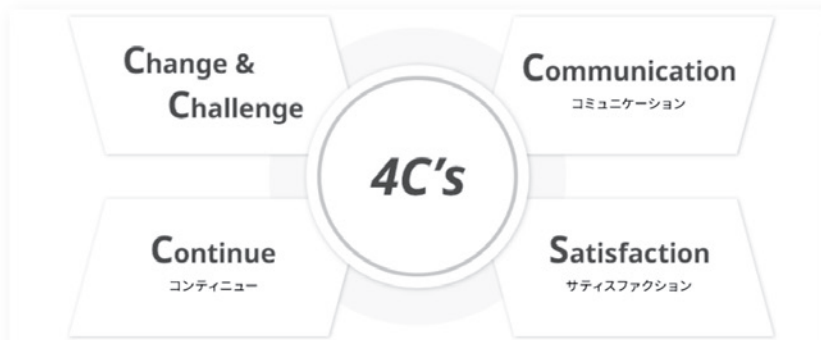 Change &
Challenge
Communication
コミュニケーション
4C’s
Continue
コンティニュー
Satisfaction
サティスファクション